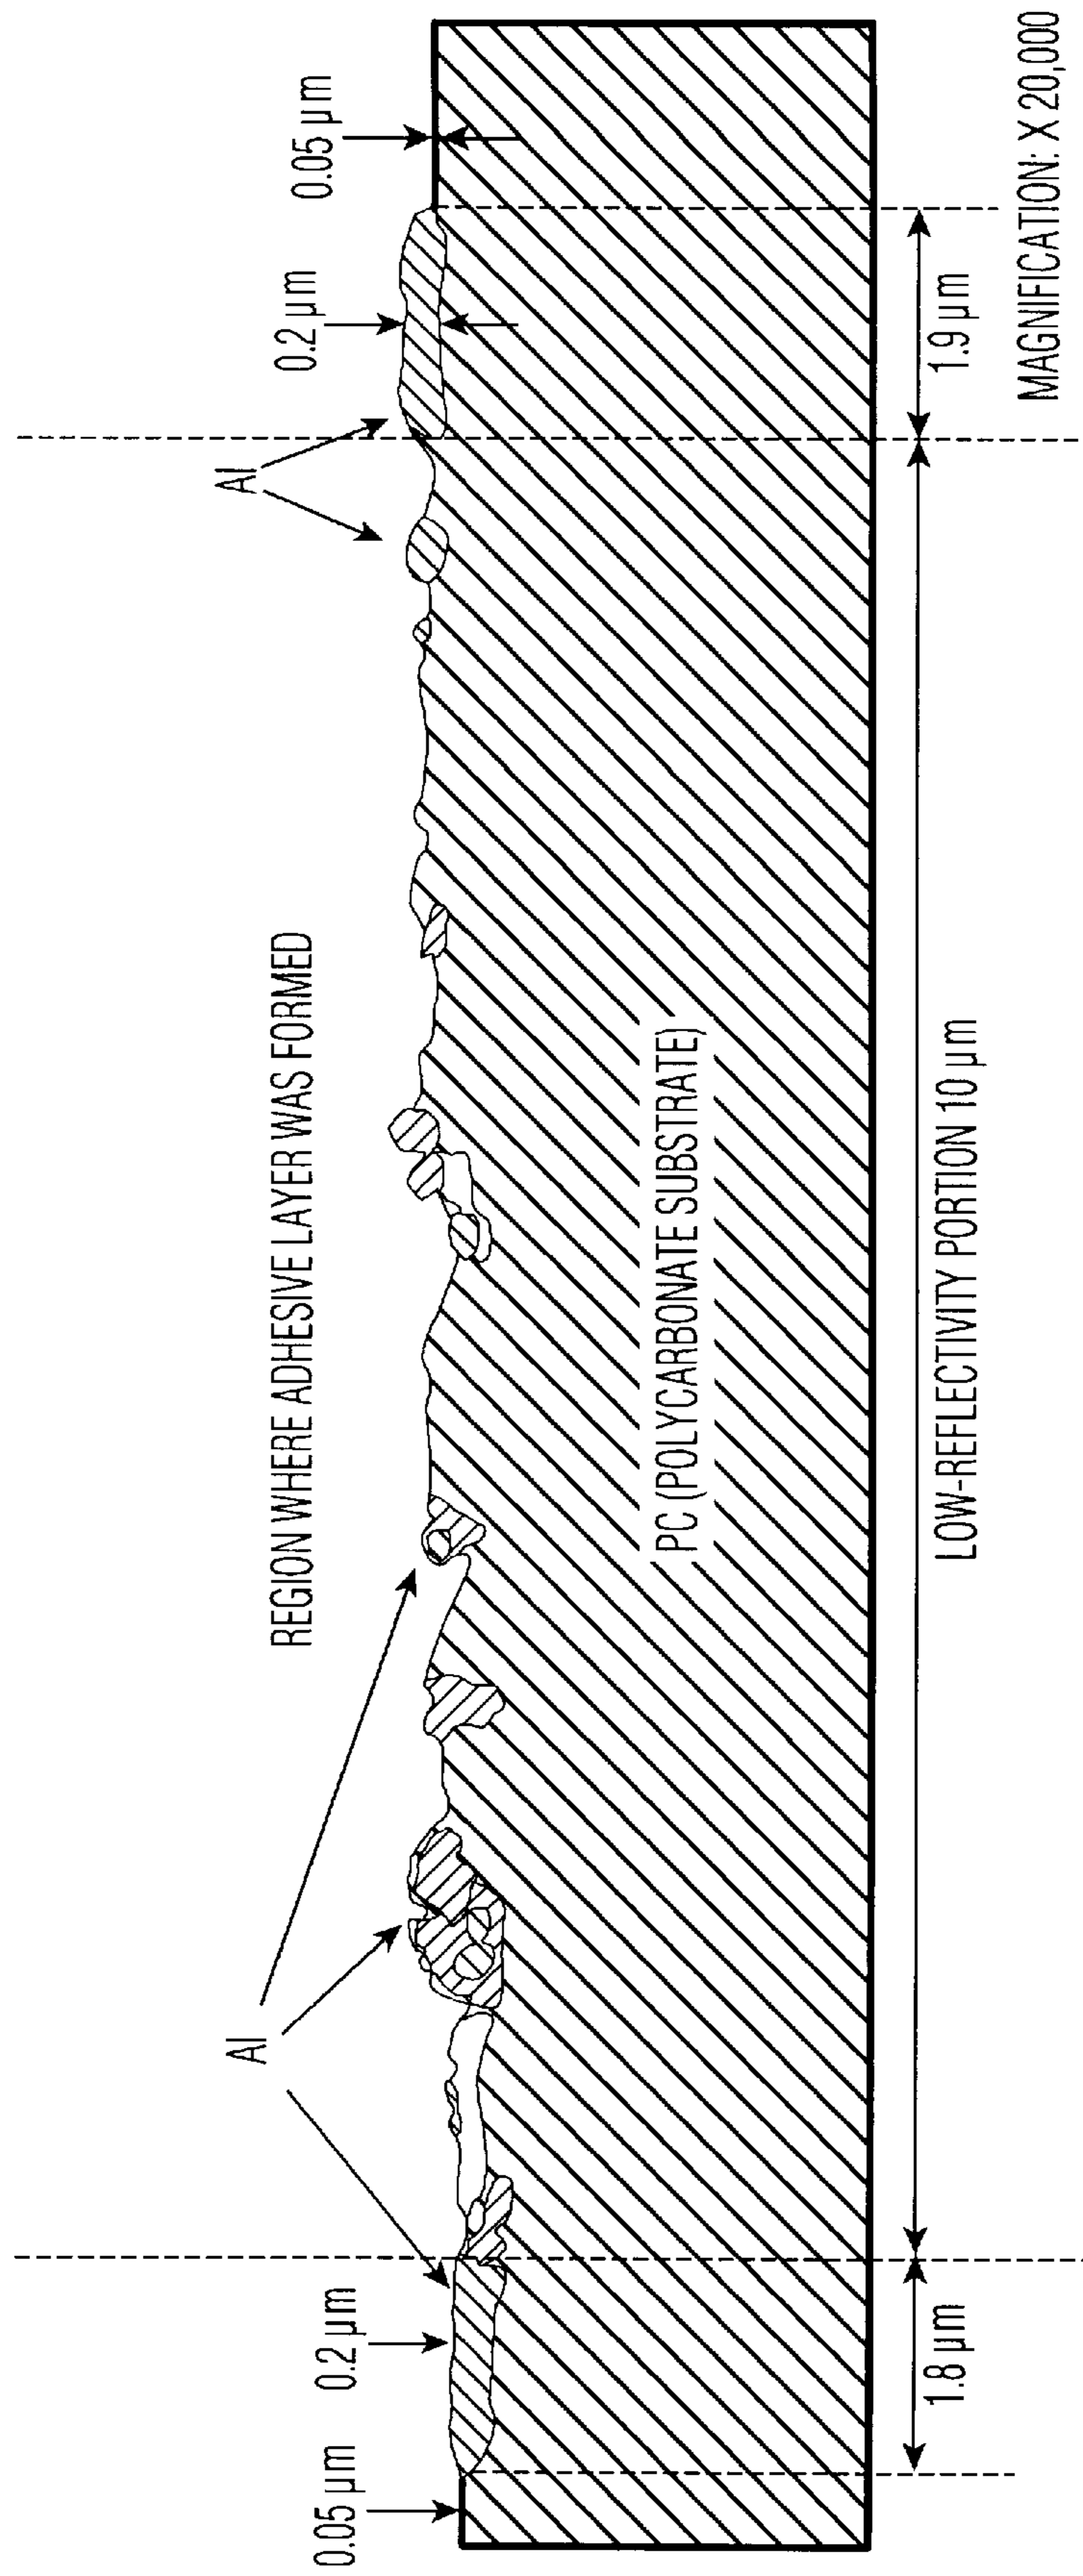 0.05 µm
0.2 µm
Al
REGION WHERE ADHESIVE LAYER WAS FORMED
Al
0.2 µm
0.05 µm
PC (POLYCARBONATE SUBSTRATE)
1.8 µm
LOW-REFLECTIVITY PORTION 10 µm
1.9 µm
MAGNIFICATION: X 20,000